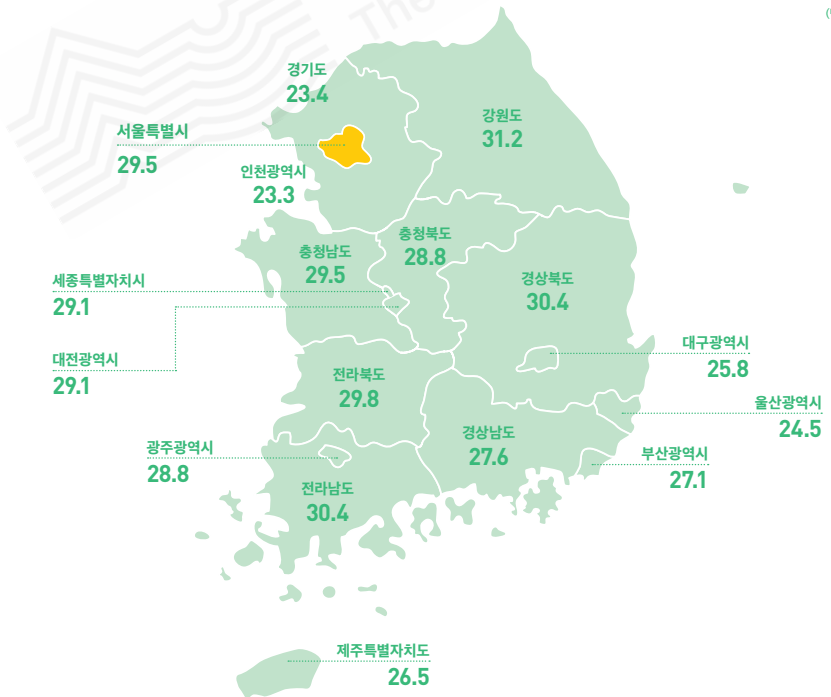 The
경기도
23.4
강원도
31.2
서울특별시
29.5
인천광역시
23.3
충청북도
28.8
충청남도
29.5
세종특별자치시
29.1
경상북도
30.4
대전광역시
29.1
대구광역시
25.8
전라북도
29.8
울산광역시
24.5
경상남도
27.6
광주광역시
28.8
부산광역시
27.1
전라남도
30.4
제주특별자치도
26.5